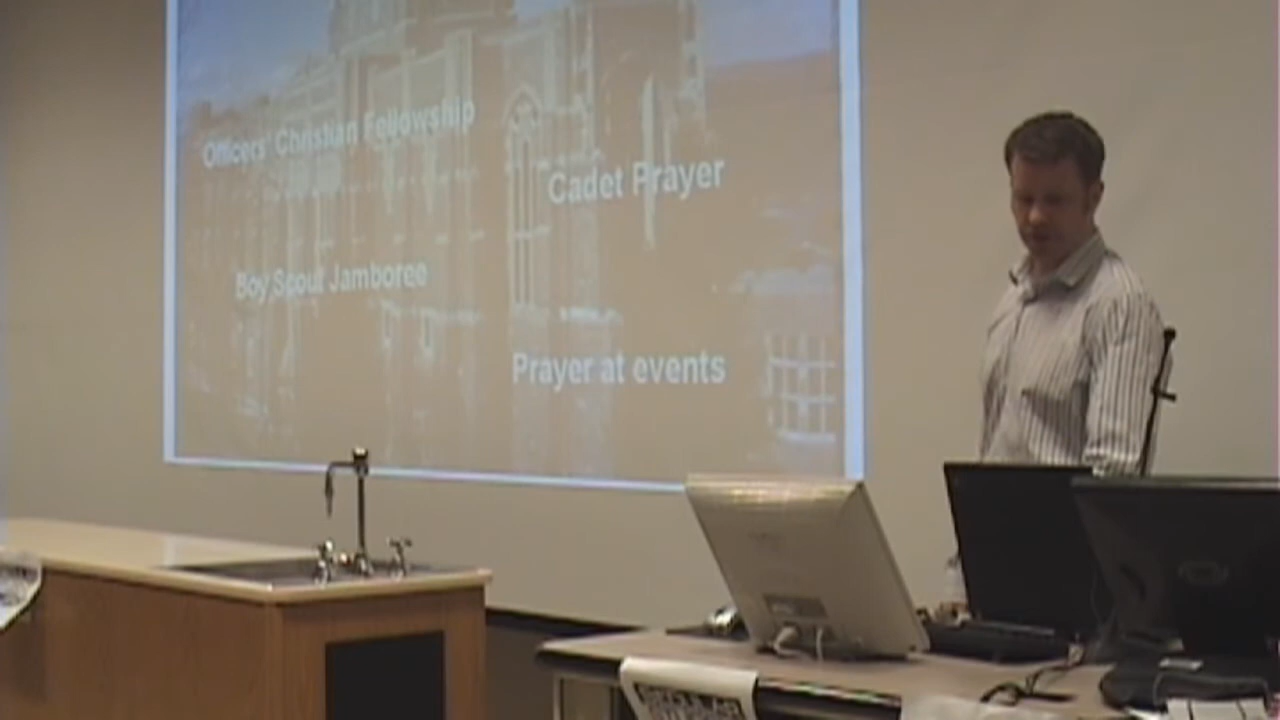 Officers' Christian Fellowship
Cadet Prayer
Boy Scout Jamboree
Prayer at events